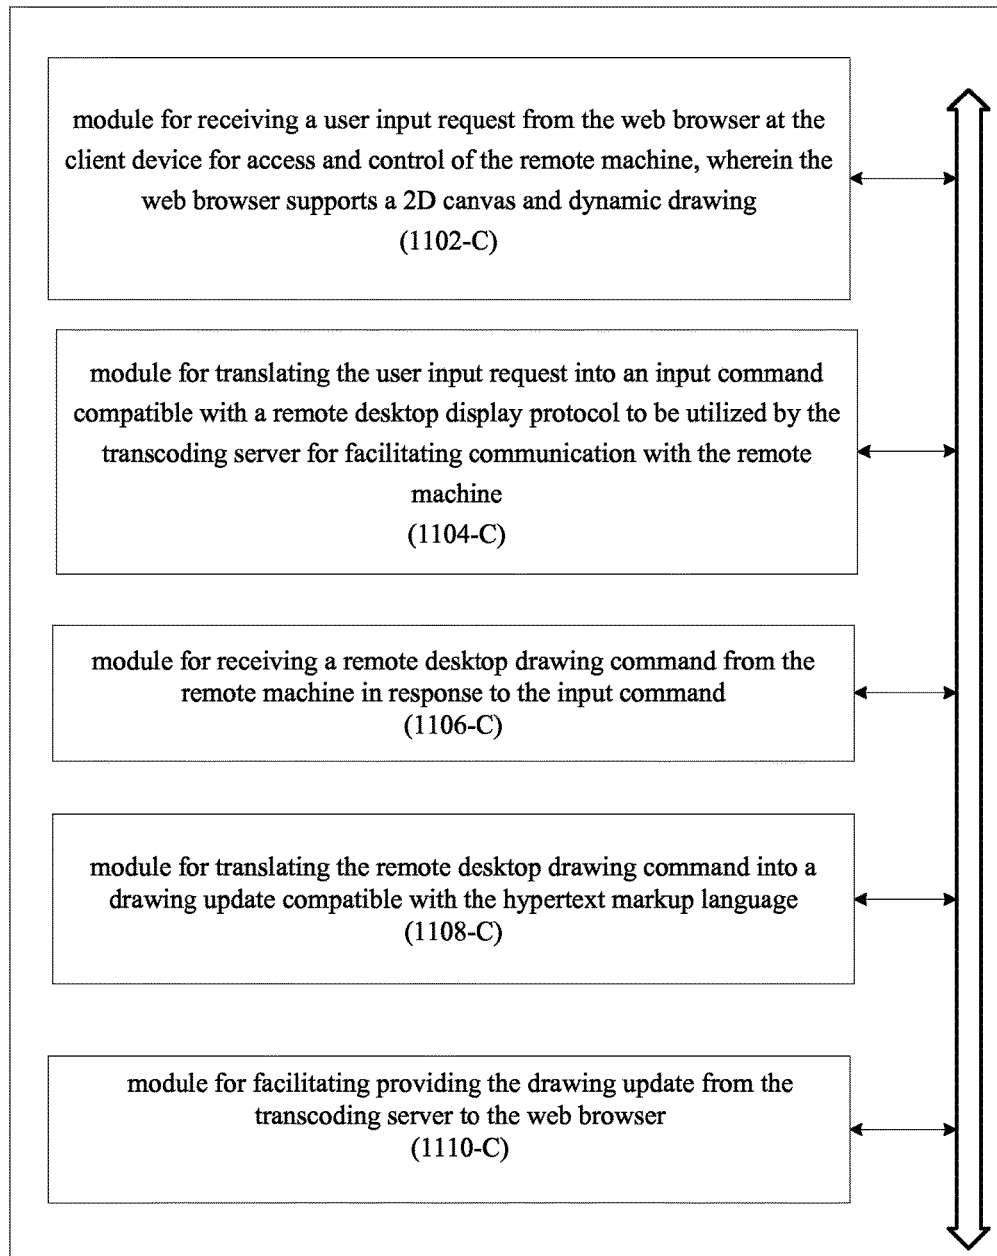 module for receiving a user input request from the web browser at the
client device for access and control of the remote machine, wherein the
web browser supports a 2D canvas and dynamic drawing
(1102-C)
module for translating the user input request into an input command
compatible with a remote desktop display protocol to be utilized by the
transcoding server for facilitating communication with the remote
machine
(1104-C)
module for receiving a remote desktop drawing command from the
remote machine in response to the input command
(1106-C)
module for translating the remote desktop drawing command into a
drawing update compatible with the hypertext markup language
(1108-C)
module for facilitating providing the drawing update from the
transcoding server to the web browser
(1110-C)